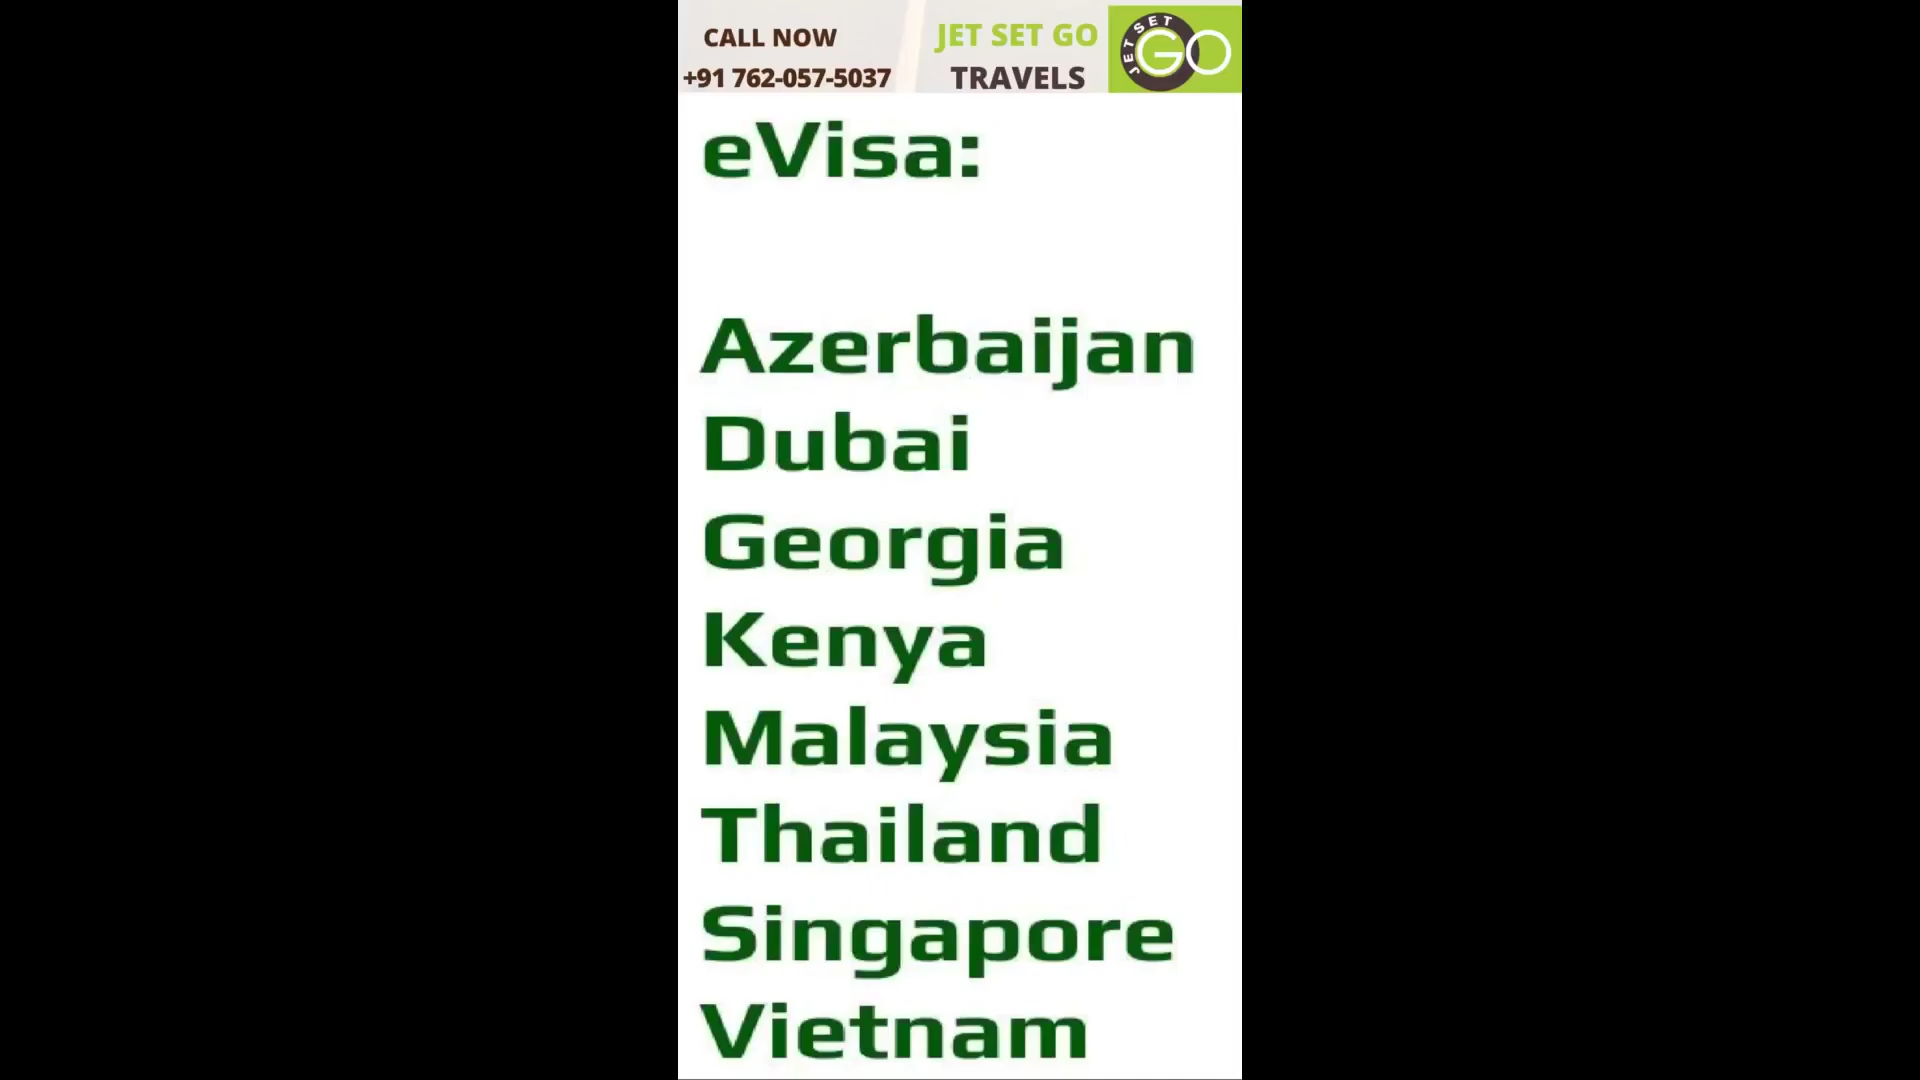 CALL NOW
+91 762-057-5037
JET SET GO
TRAVELS
JET SET
GO
eVisa:
Azerbaijan
Dubai
Georgia
Kenya
Malaysia
Thailand
Singapore
Vietnam